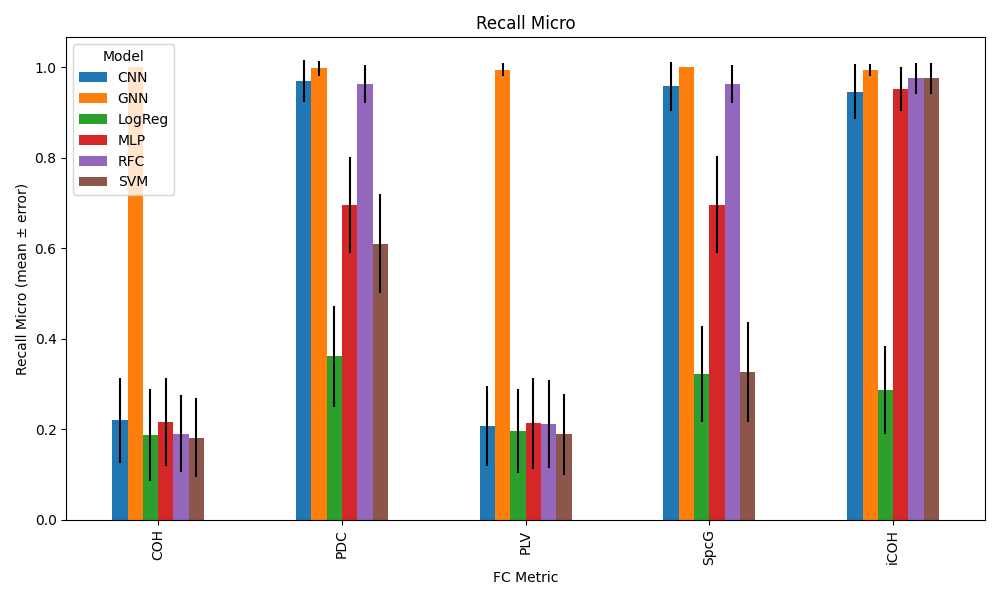 Recall Micro
Model
CNN
GNN
LogReg
MLP
RFC
SVM
Recall Micro (mean ± error)
1.0
0.8
0.6
0.4
0.2
0.0
COH
PDC
PLV
SpcG
iCOH
FC Metric